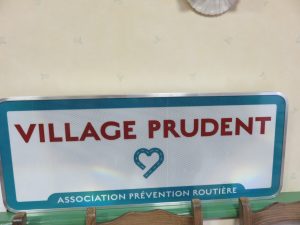 VILLAGE PRUDENT
ASSOCIATION PRÉVENTION ROUTIÈRE